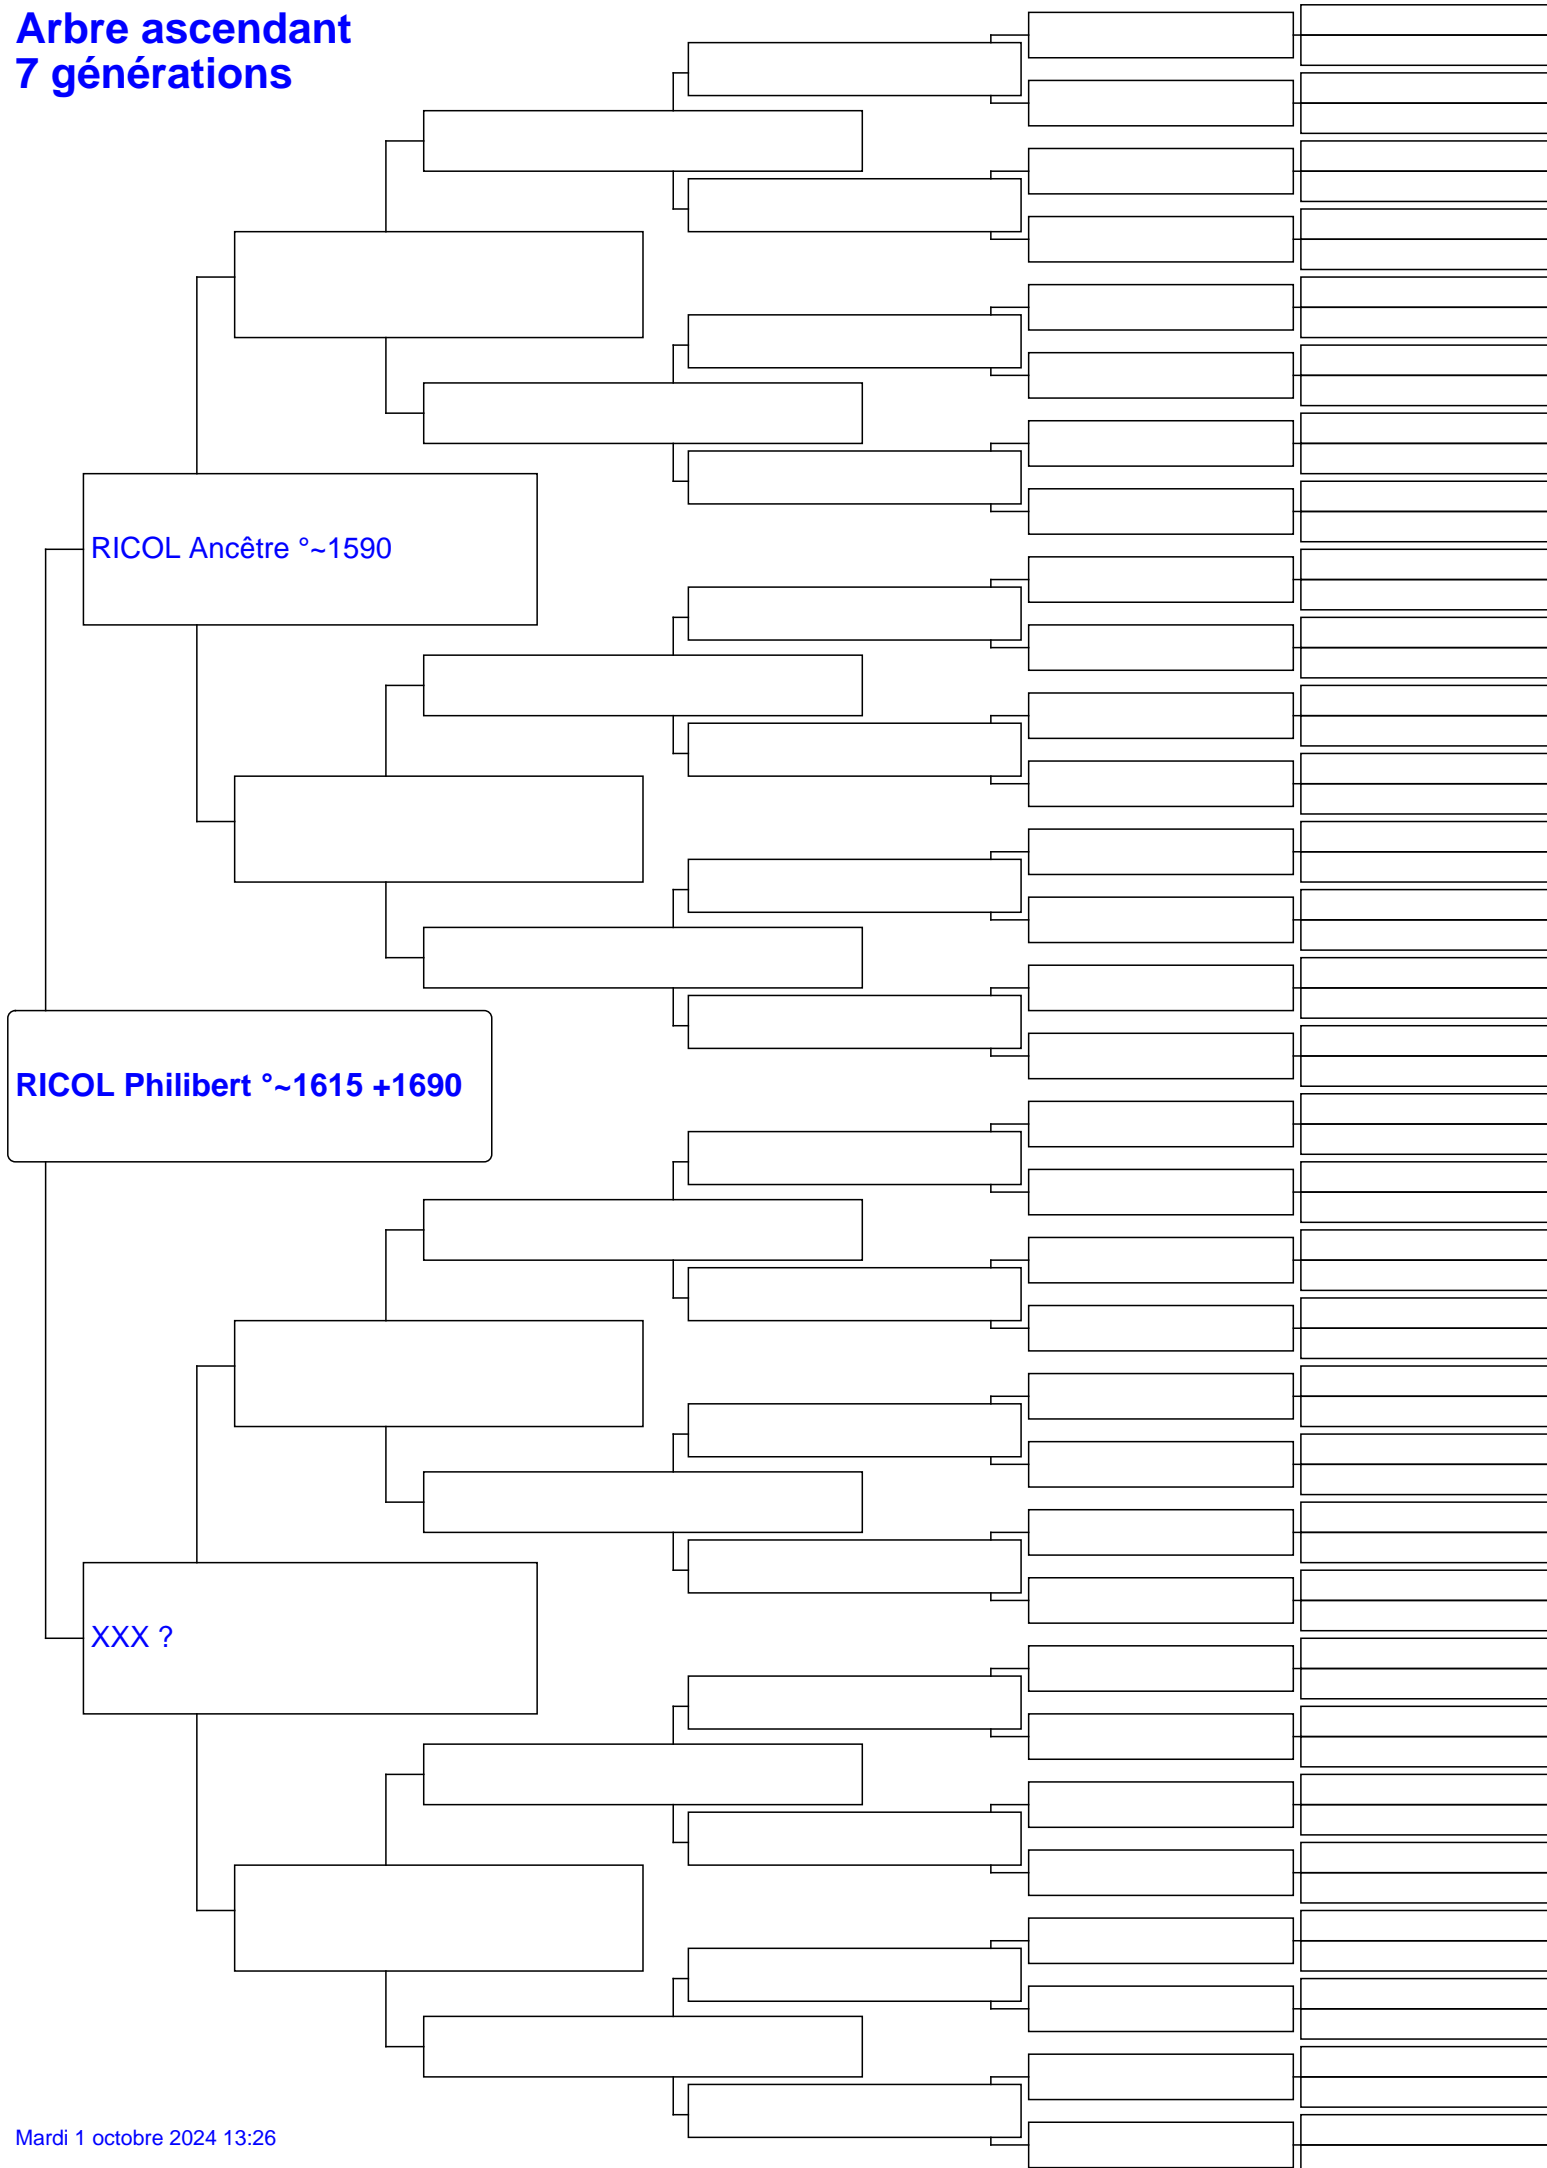 Arbre ascendant
7 générations
RICOL Ancêtre °~1590
RICOL Philibert °~1615 +1690
XXX ?
Mardi 1 octobre 2024 13:26